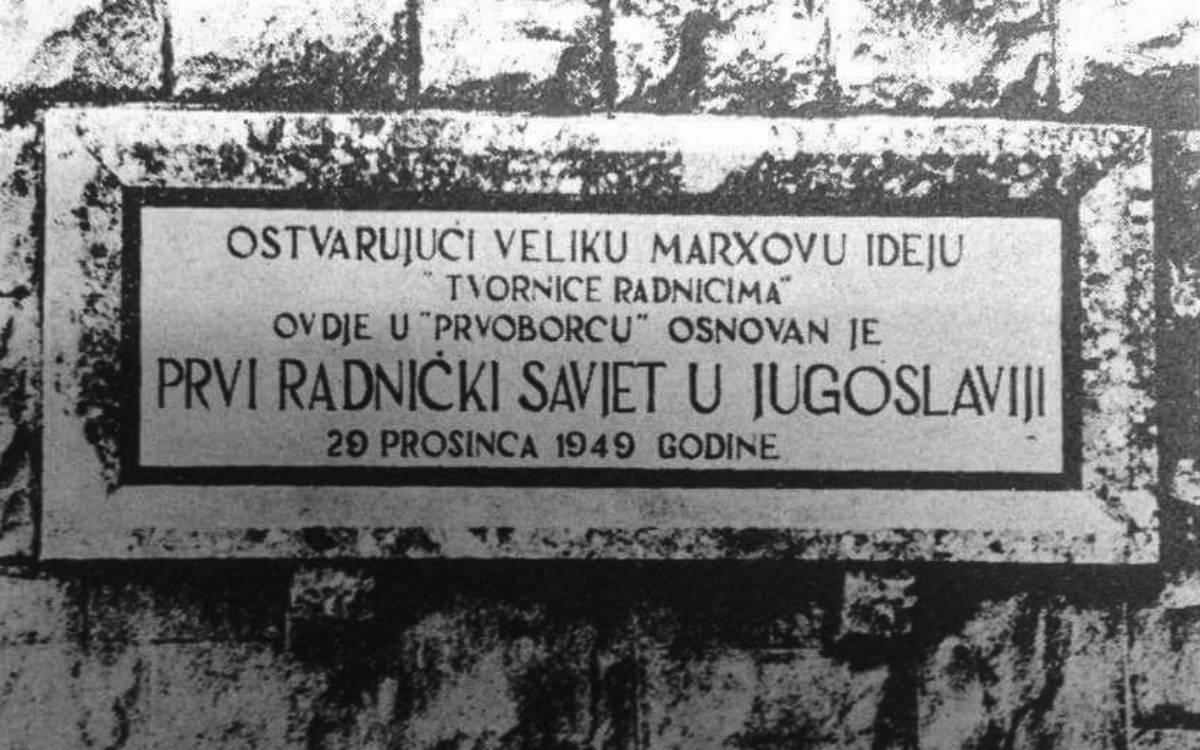 OSTVARUJUĆI VELIKU MARXOVU IDEJU
"TVORNICE RADNICIMA"
OVDJE U "PRVOBORCU" OSNOVAN JE
PRVI RADNIČKI SAVJET U JUGOSLAVIJI
29 PROSINCA 1949 GODINE